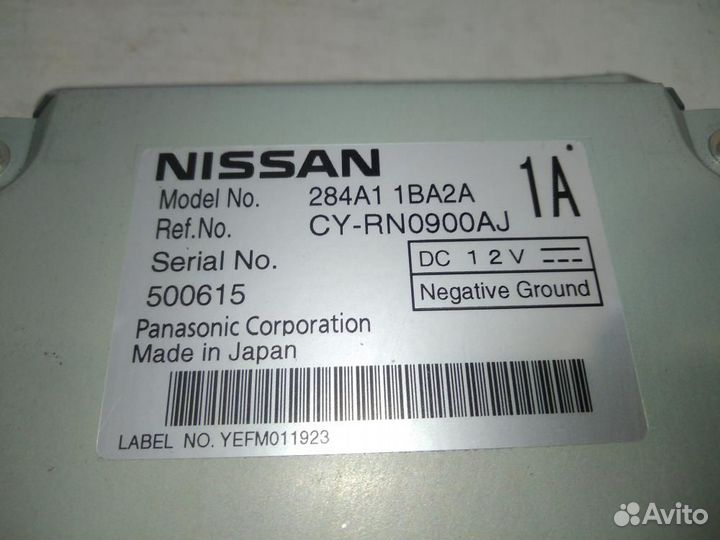 NISSAN
1A
Model No. 284A1 1BA2A
Ref.No. CY-RN0900AJ
Serial No.
500615
DC 12V
Negative Ground
Panasonic Corporation
Made in Japan
LABEL NO. YEFM011923
Avito